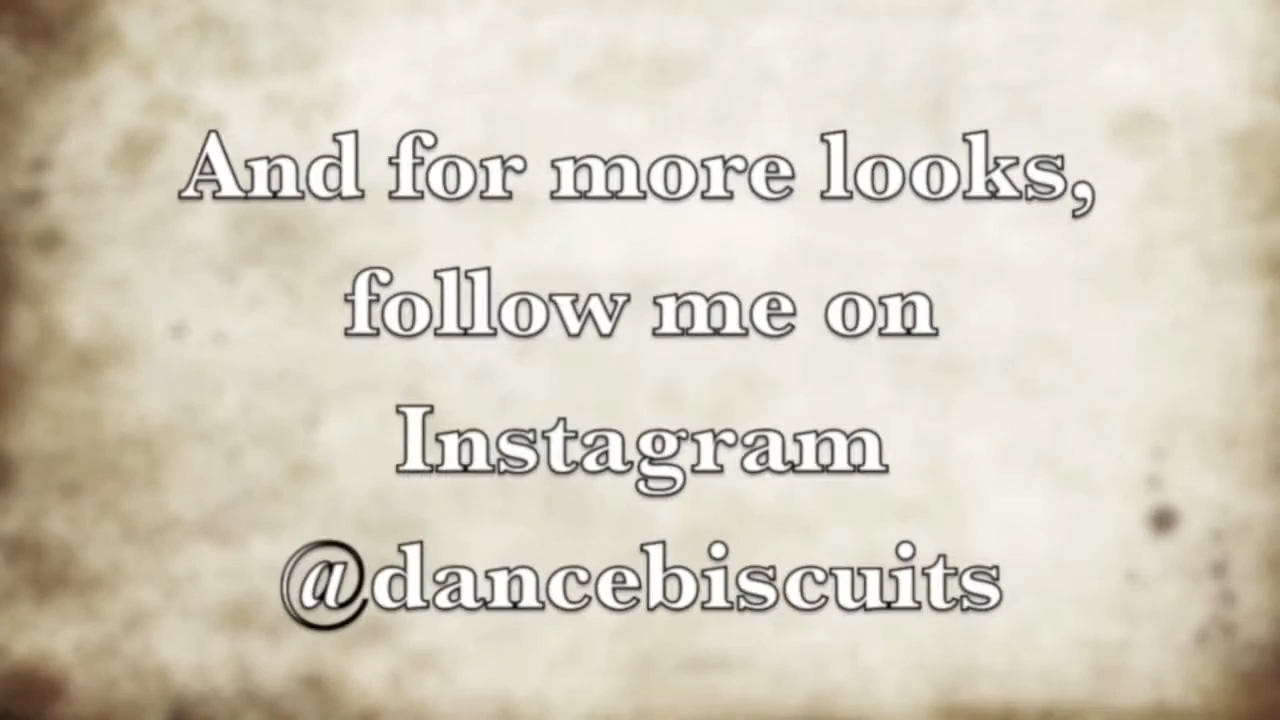 And for more looks,
follow me on
Instagram
@dancebiscuits